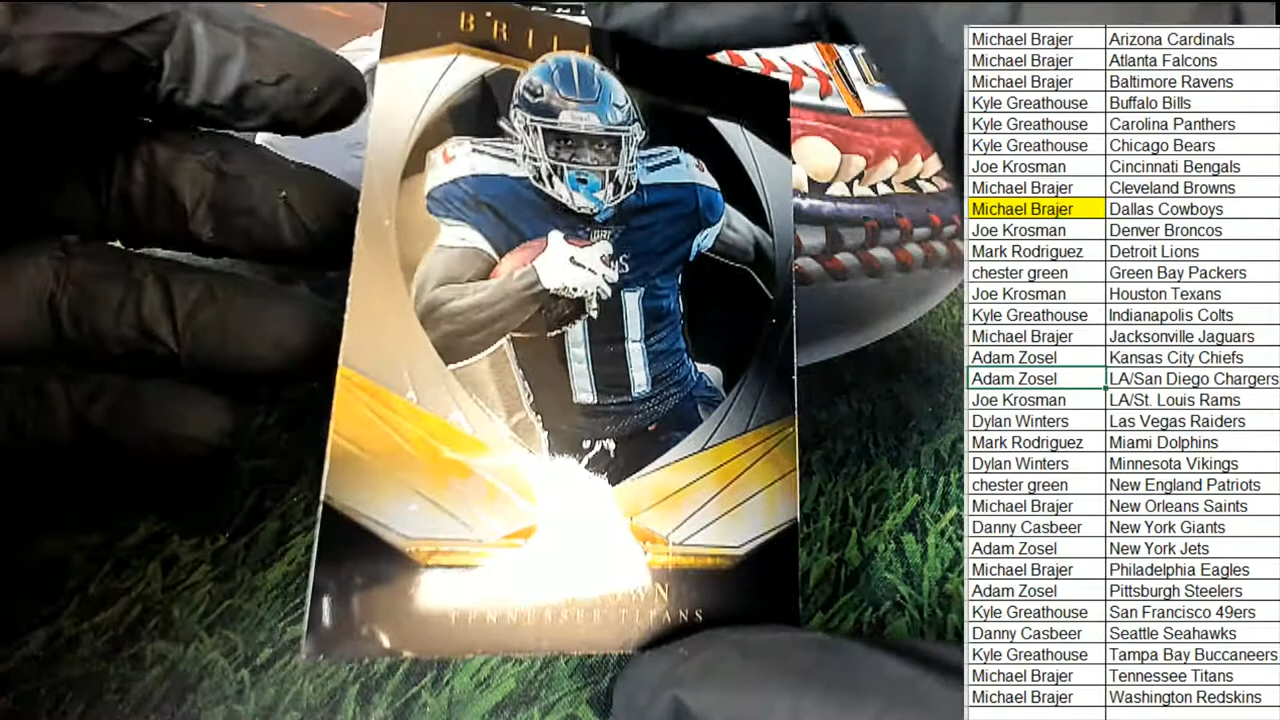 BRIL
11
OWN
TENNESSEE TITANS
Michael Brajer Arizona Cardinals
Michael Brajer Atlanta Falcons
Michael Brajer Baltimore Ravens
Kyle Greathouse Buffalo Bills
Kyle Greathouse Carolina Panthers
Kyle Greathouse Chicago Bears
Joe Krosman Cincinnati Bengals
Michael Brajer Cleveland Browns
Michael Brajer Dallas Cowboys
Joe Krosman Denver Broncos
Mark Rodriguez Detroit Lions
chester green Green Bay Packers
Joe Krosman Houston Texans
Kyle Greathouse Indianapolis Colts
Michael Brajer Jacksonville Jaguars
Adam Zosel Kansas City Chiefs
Adam Zosel LA/San Diego Chargers
Joe Krosman LA/St. Louis Rams
Dylan Winters Las Vegas Raiders
Mark Rodriguez Miami Dolphins
Dylan Winters Minnesota Vikings
chester green New England Patriots
Michael Brajer New Orleans Saints
Danny Casbeer New York Giants
Adam Zosel New York Jets
Michael Brajer Philadelphia Eagles
Adam Zosel Pittsburgh Steelers
Kyle Greathouse San Francisco 49ers
Danny Casbeer Seattle Seahawks
Kyle Greathouse Tampa Bay Buccaneers
Michael Brajer Tennessee Titans
Michael Brajer Washington Redskins